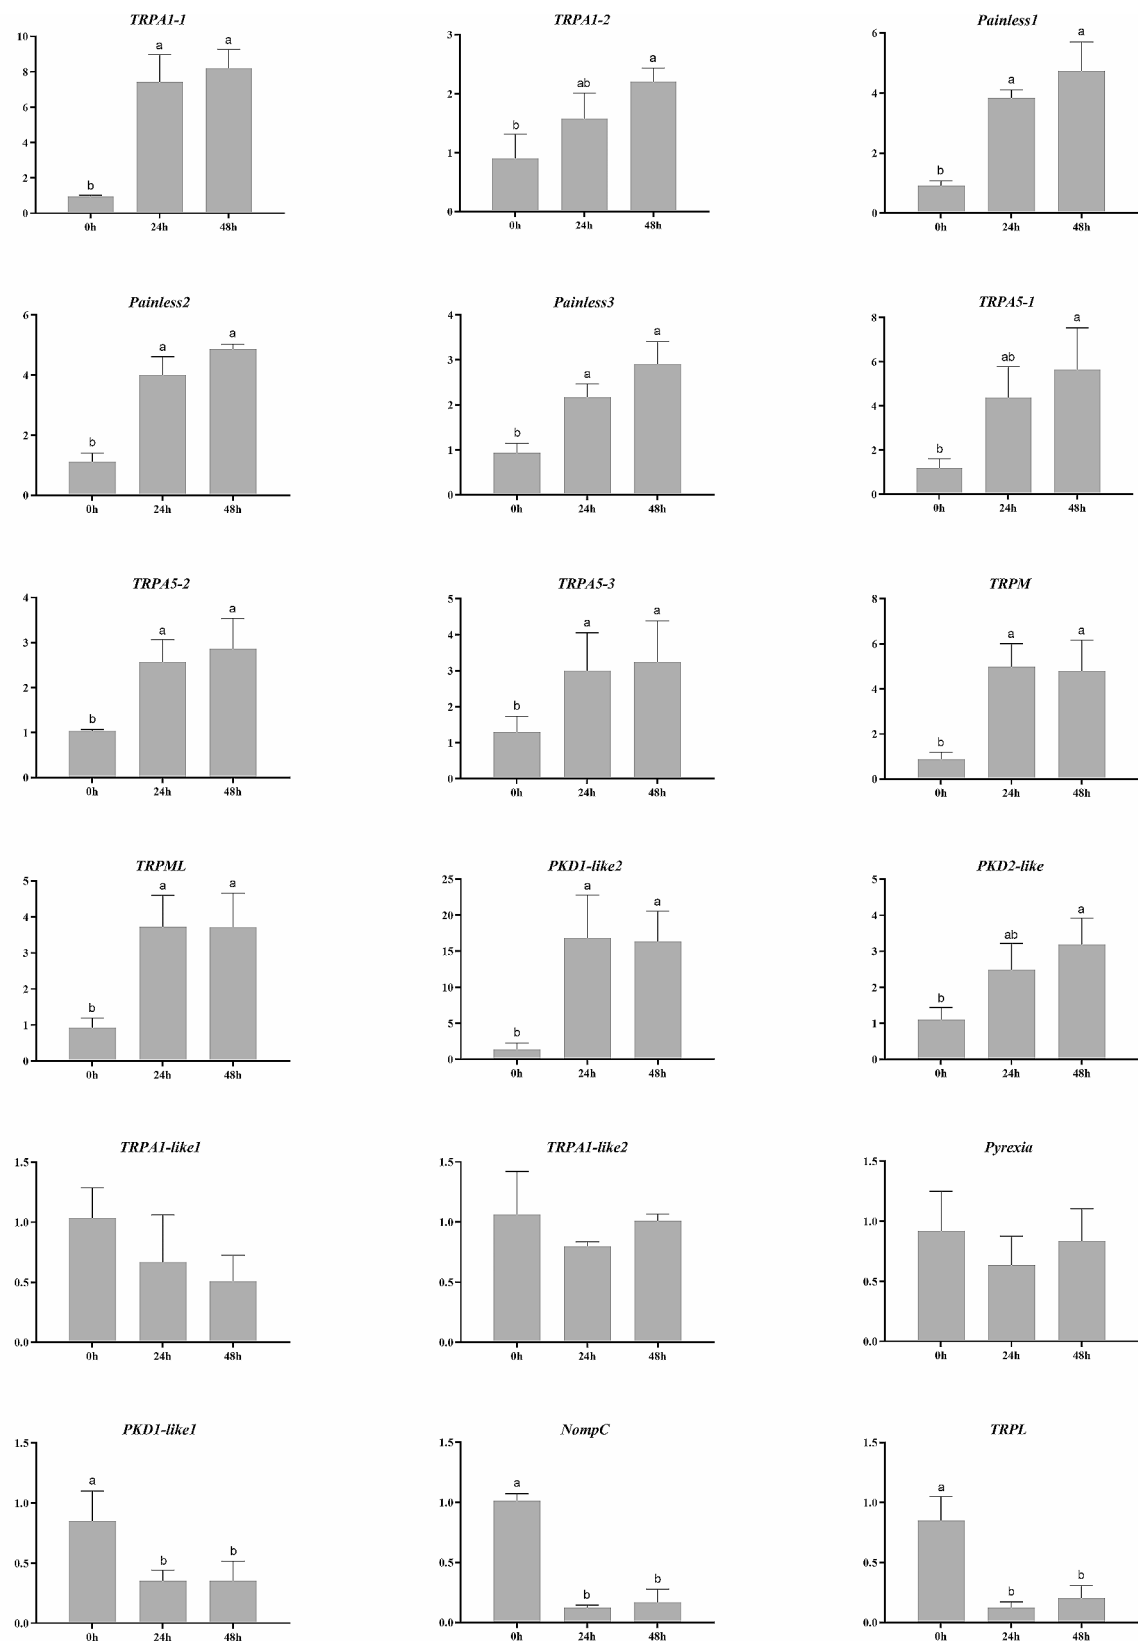 TRPA1-1
10
8
6
4
2
0
b
a
a
0h 24h 48h
TRPA1-2
3
2
1
0
b
ab
a
0h 24h 48h
Painless1
6
4
2
0
b
a
a
0h 24h 48h
Painless2
6
4
2
0
b
a
a
0h 24h 48h
Painless3
4
3
2
1
0
b
a
a
0h 24h 48h
TRPA5-1
8
6
4
2
0
b
ab
a
0h 24h 48h
TRPA5-2
4
3
2
1
0
b
a
a
0h 24h 48h
TRPA5-3
5
4
3
2
1
0
b
a
a
0h 24h 48h
TRPM
8
6
4
2
0
b
a
a
0h 24h 48h
TRPML
5
4
3
2
1
0
b
a
a
0h 24h 48h
PKD1-like2
25
20
15
10
5
0
b
a
a
0h 24h 48h
PKD2-like
5
4
3
2
1
0
b
ab
a
0h 24h 48h
TRPA1-like1
1.5
1.0
0.5
0.0
0h 24h 48h
TRPA1-like2
1.5
1.0
0.5
0.0
0h 24h 48h
Pyrexia
1.5
1.0
0.5
0.0
0h 24h 48h
PKD1-like1
1.5
1.0
0.5
0.0
a
b
b
0h 24h 48h
NompC
1.5
1.0
0.5
0.0
a
b
b
0h 24h 48h
TRPL
1.5
1.0
0.5
0.0
a
b
b
0h 24h 48h